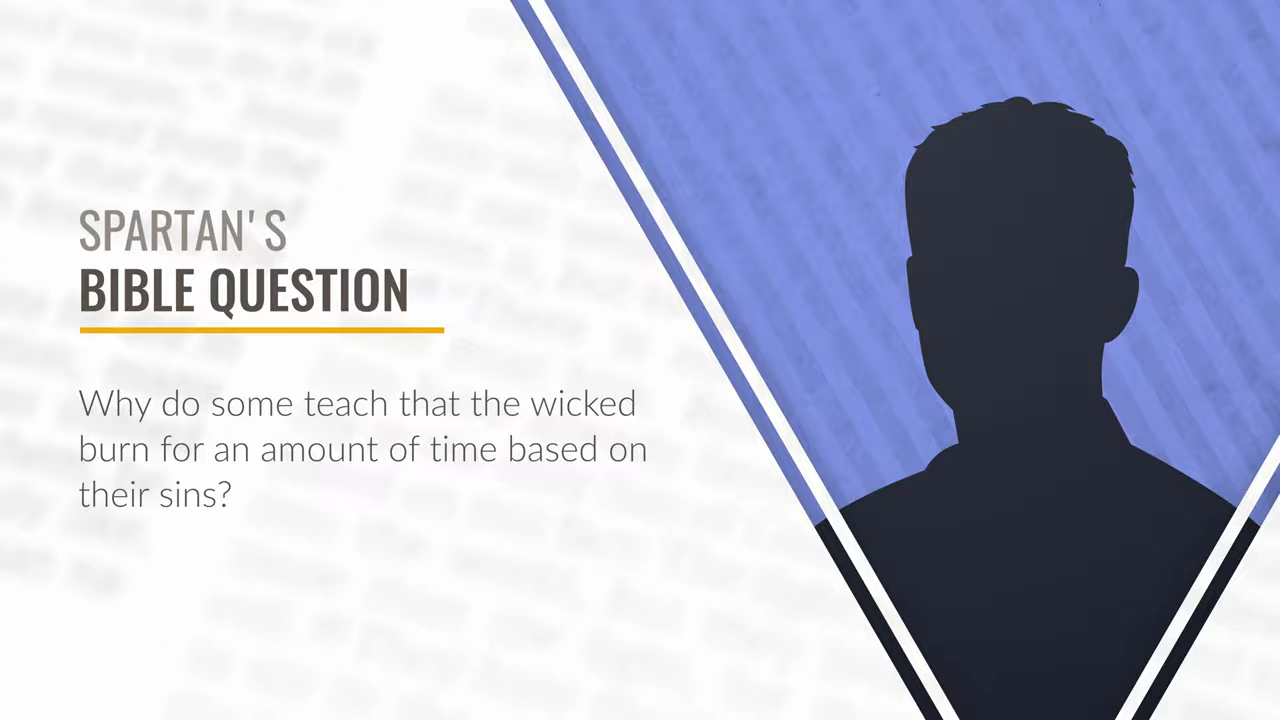 SPARTAN'S
BIBLE QUESTION
Why do some teach that the wicked
burn for an amount of time based on
their sins?